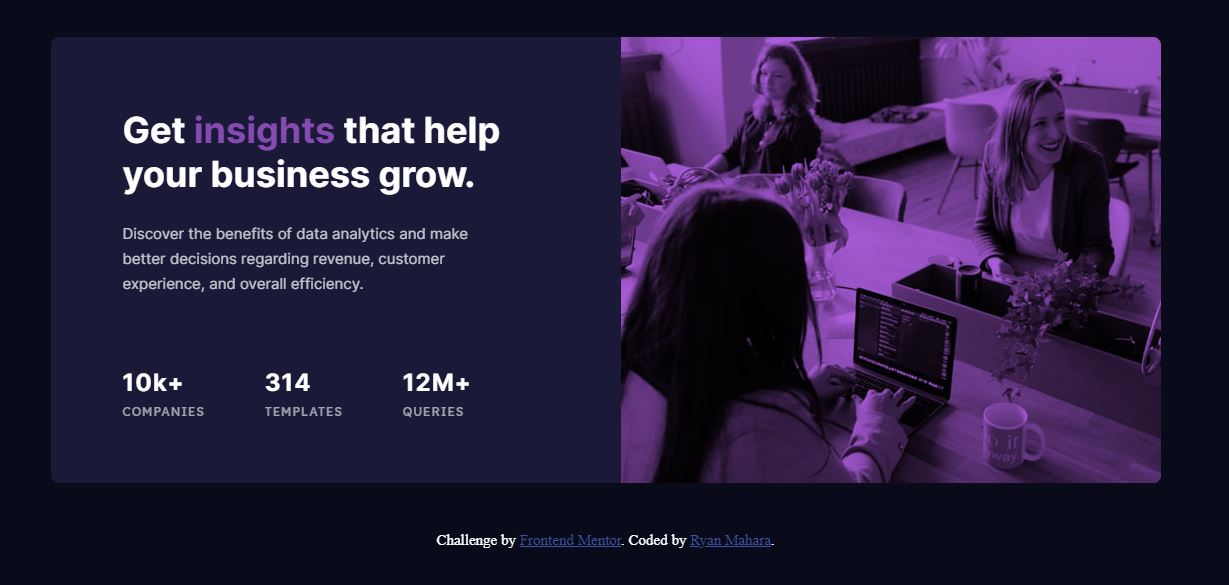 Get insights that help
your business grow.
Discover the benefits of data analytics and make
better decisions regarding revenue, customer
experience, and overall efficiency.
10k+ 314 12M+
COMPANIES TEMPLATES QUERIES
Challenge by Frontend Mentor. Coded by Ryan Mahara.